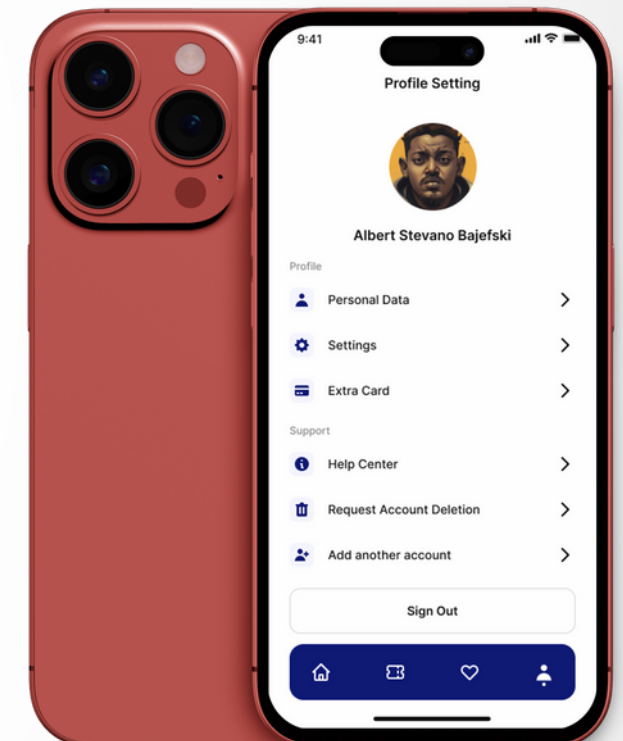 9:41
Profile Setting
Albert Stevano Bajefski
Profile
Personal Data
Settings
Extra Card
Support
Help Center
Request Account Deletion
Add another account
Sign Out